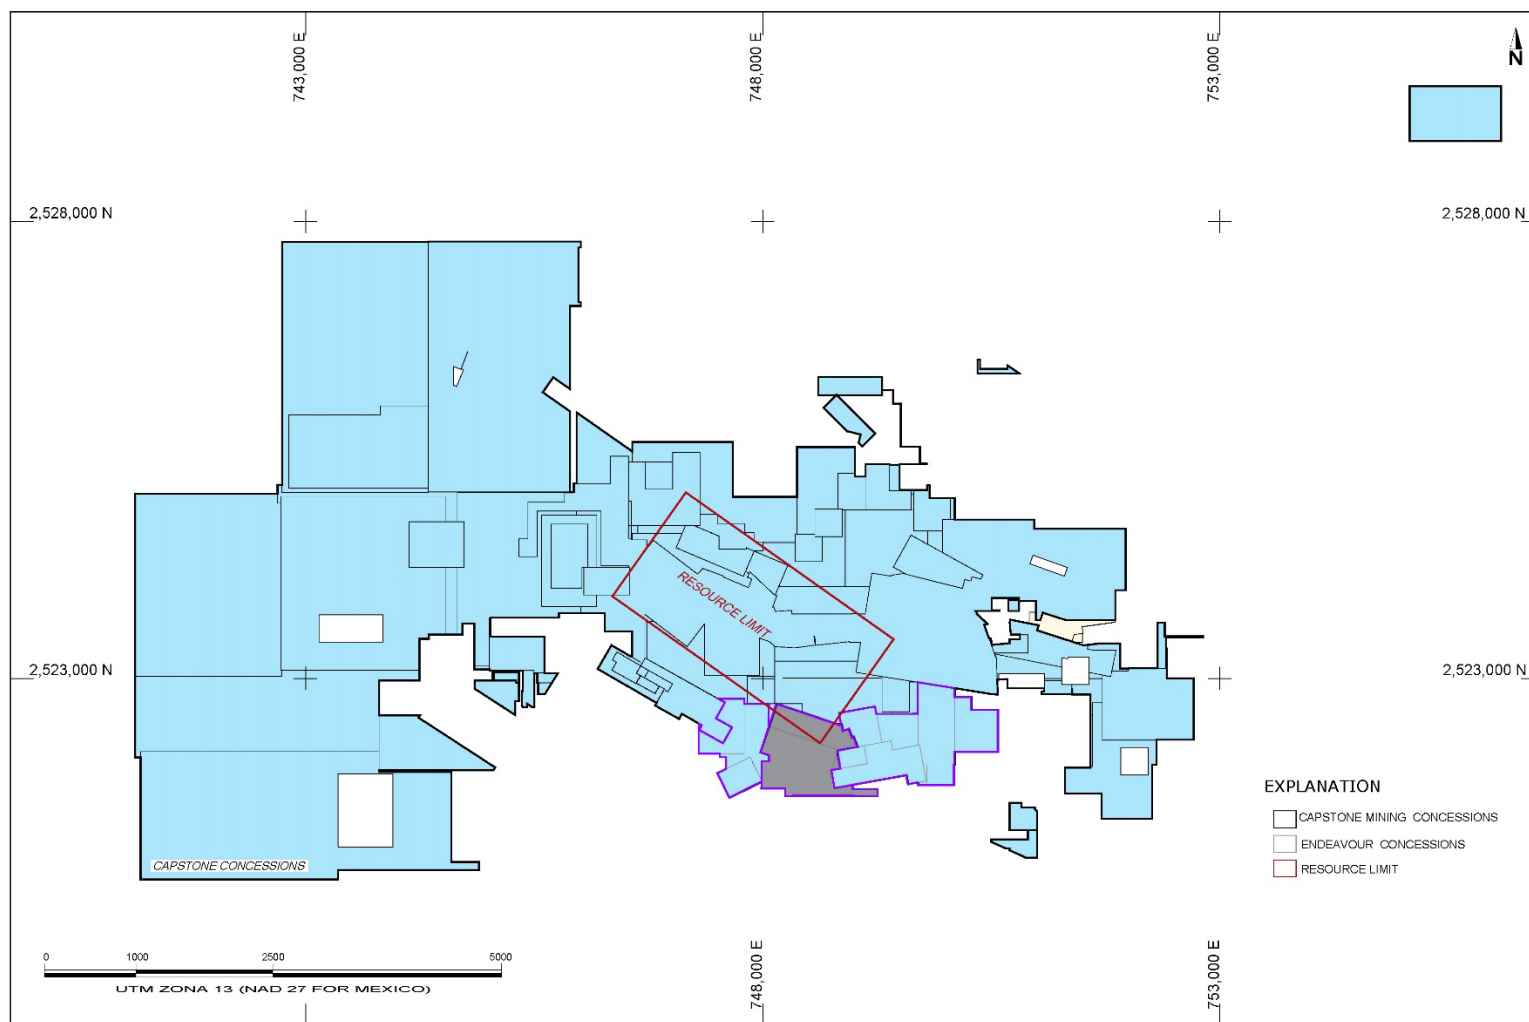 743,000 E
748,000 E
753,000 E
N
2,528,000 N
2,528,000 N
RESOURCE LIMIT
2,523,000 N
2,523,000 N
EXPLANATION
CAPSTONE MINING CONCESSIONS
ENDEAVOUR CONCESSIONS
RESOURCE LIMIT
CAPSTONE CONCESSIONS
0 1000 2500 5000
UTM ZONA 13 (NAD 27 FOR MEXICO)
748,000 E
753,000 E